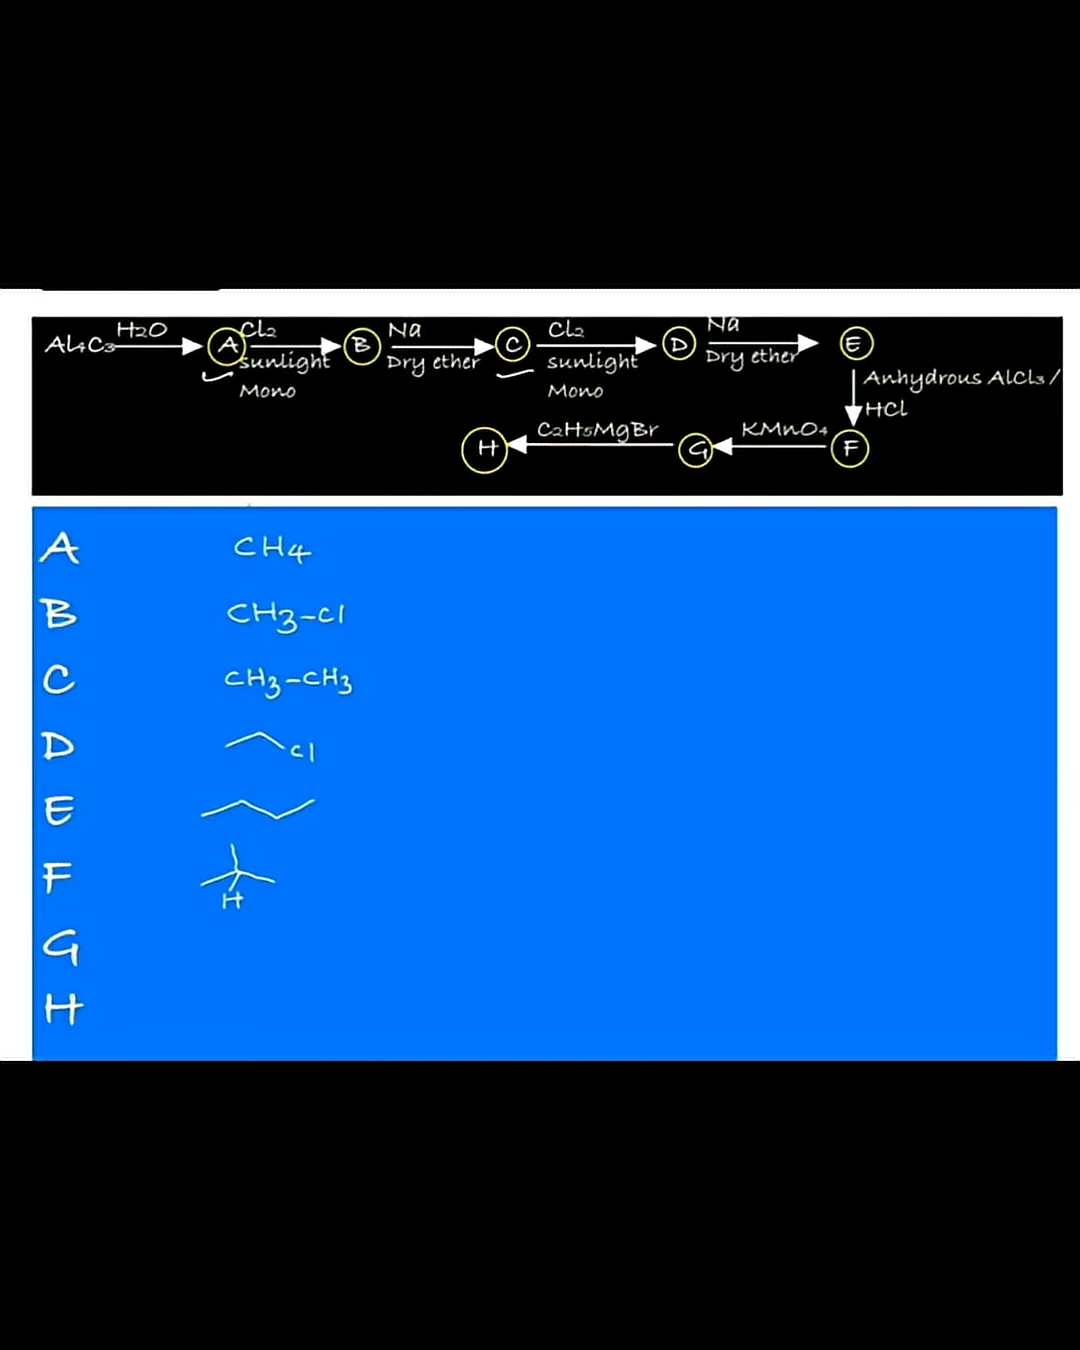 Al4C3 H2O A Cl2 sunlight Mono B Na Dry ether C Cl2 sunlight Mono D Na Dry ether E
Anhydrous AlCl3/
HCl
H C2H5MgBr G KMnO4 F
A CH4
B CH3-Cl
C CH3-CH3
D Cl
E
F H
G
H